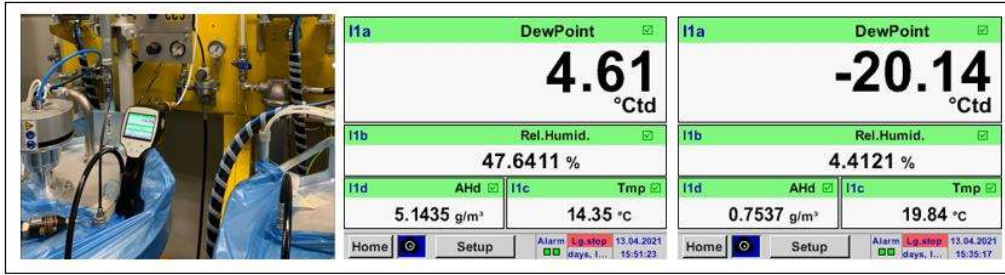 I1a DewPoint
4.61
°Ctd
I1b Rel.Humid.
47.6411 %
I1d AHd I1c Tmp
5.1435 g/m³ 14.35 °C
Home Setup Alarm Lg.stop 13.04.2021
days, I... 15:51:23
I1a DewPoint
-20.14
°Ctd
I1b Rel.Humid.
4.4121 %
I1d AHd I1c Tmp
0.7537 g/m³ 19.84 °C
Home Setup Alarm Lg.stop 13.04.2021
days, I... 15:35:17